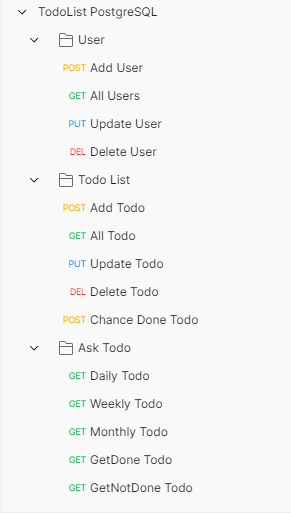 TodoList PostgreSQL
User
POST Add User
GET All Users
PUT Update User
DEL Delete User
Todo List
POST Add Todo
GET All Todo
PUT Update Todo
DEL Delete Todo
POST Chance Done Todo
Ask Todo
GET Daily Todo
GET Weekly Todo
GET Monthly Todo
GET GetDone Todo
GET GetNotDone Todo